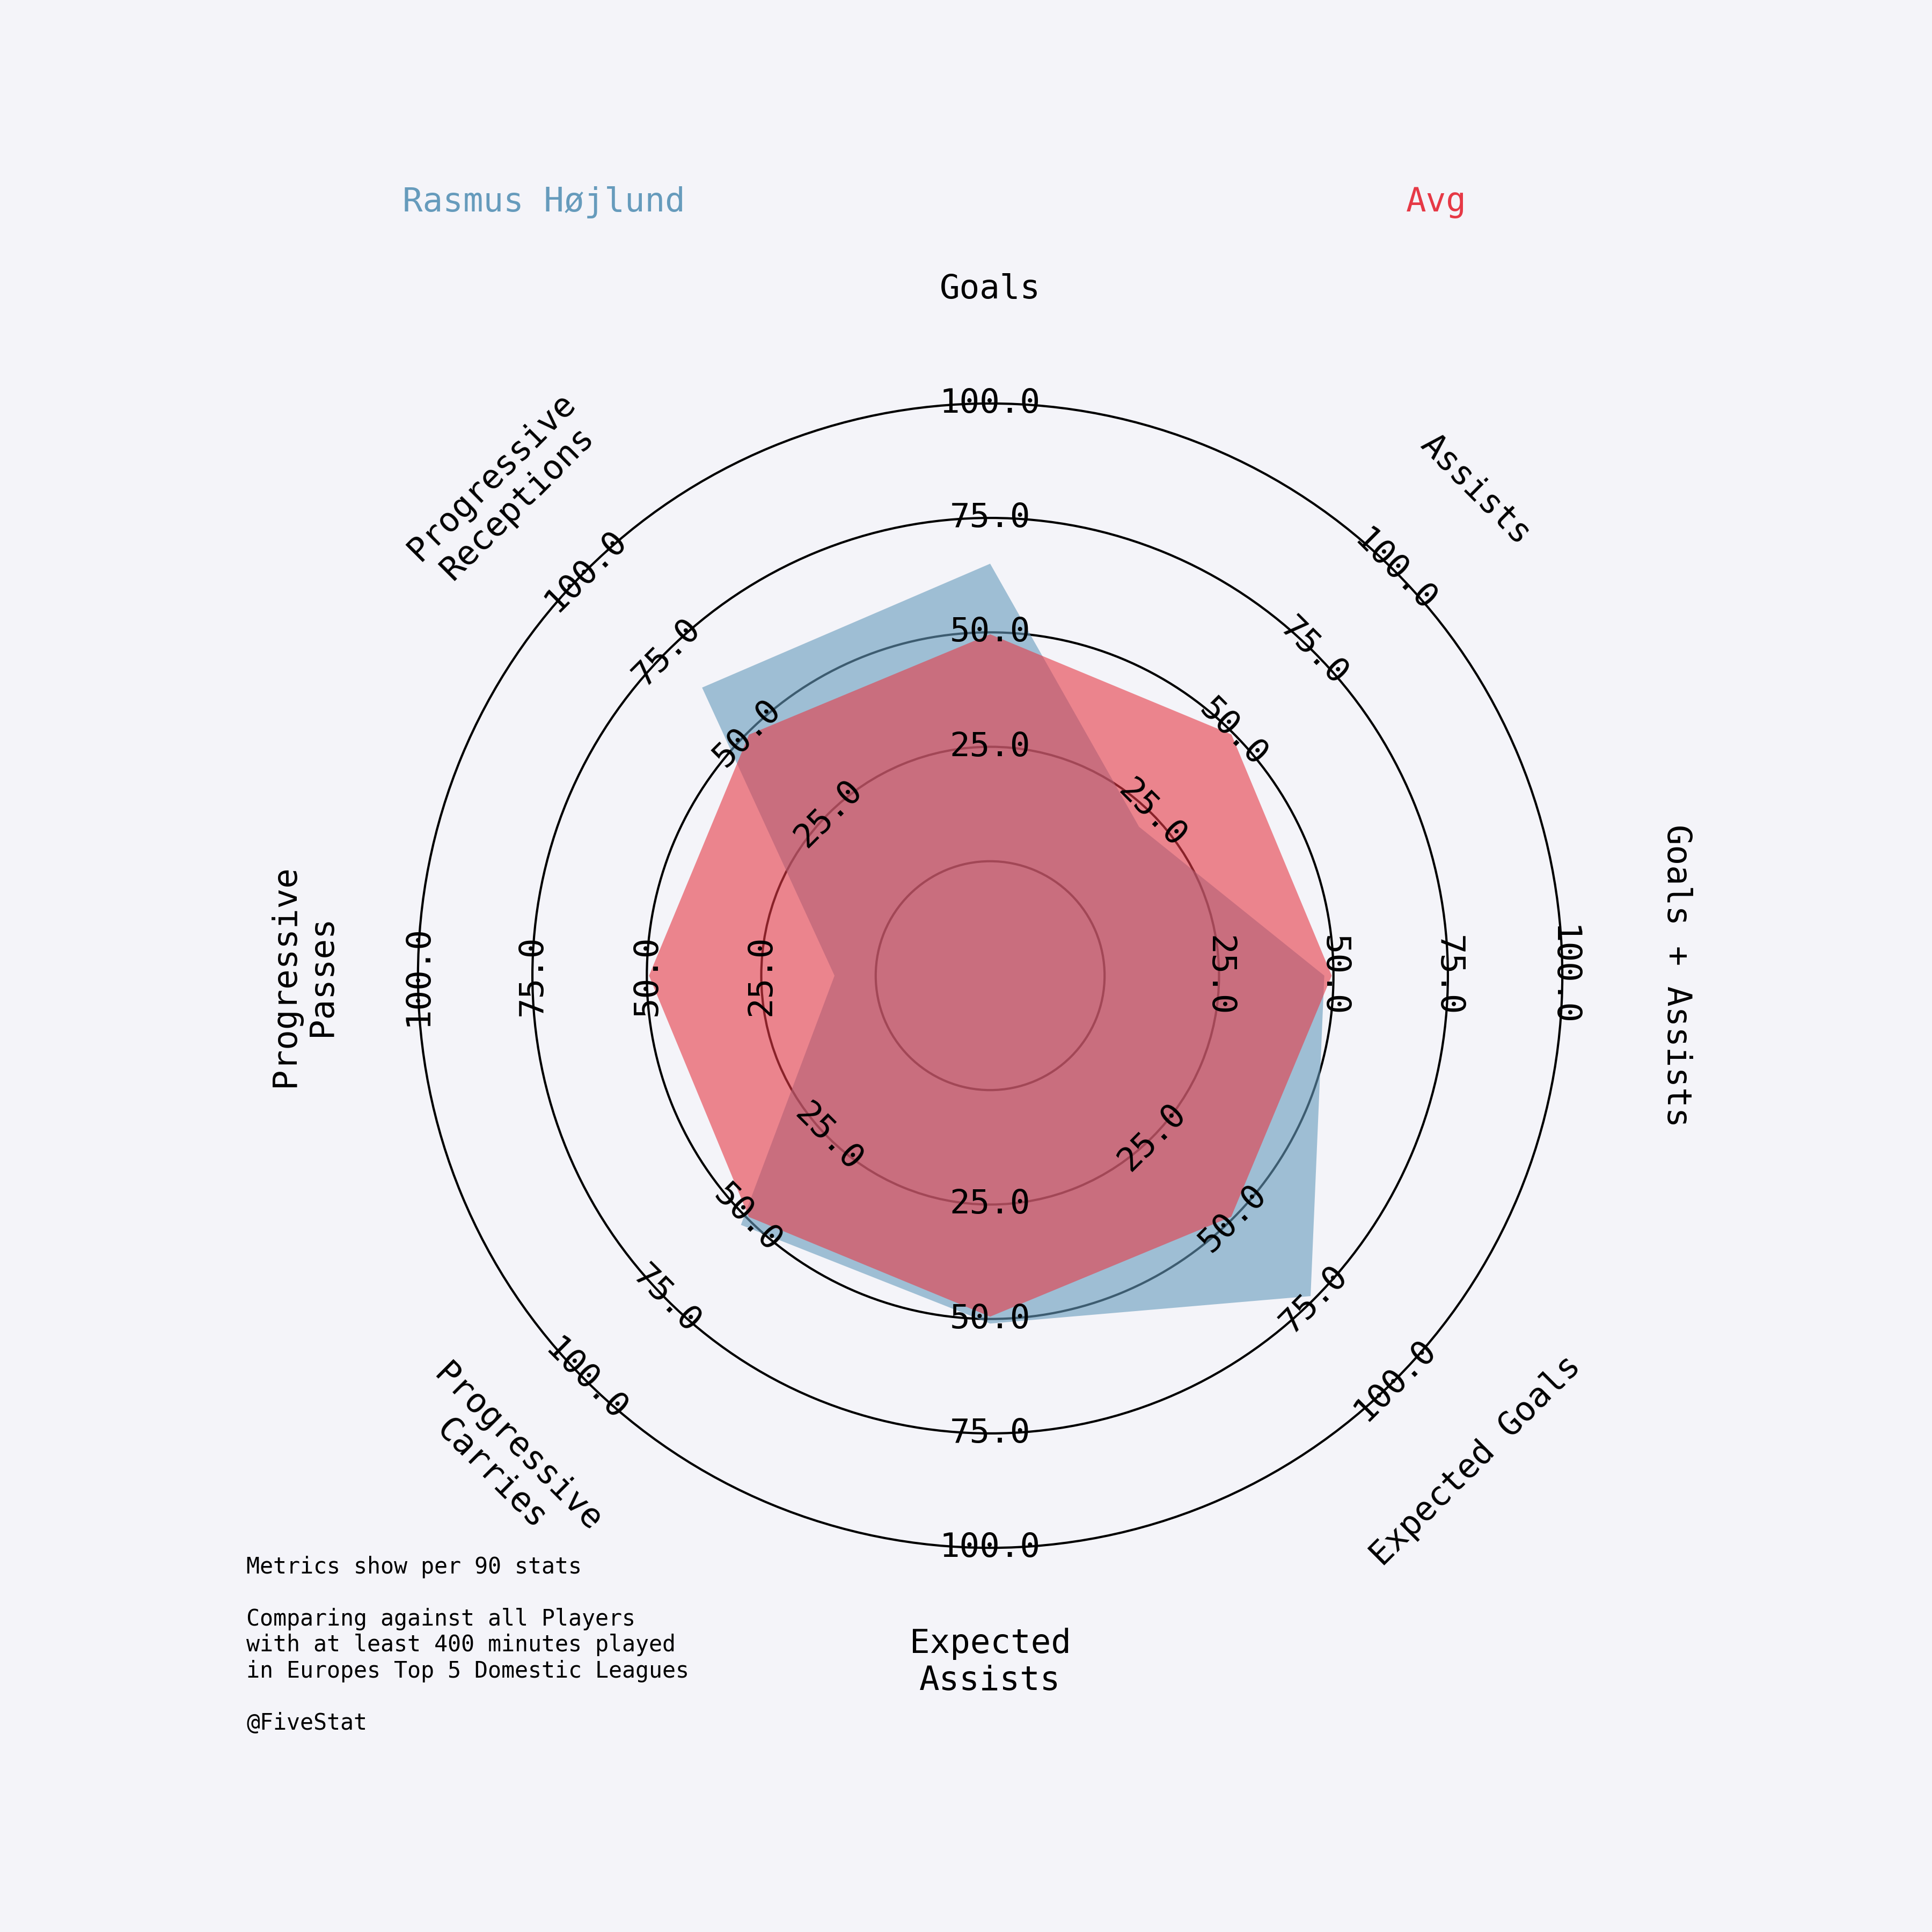 Rasmus Højlund
Avg
Goals
Assists
Goals + Assists
Expected Goals
Expected
Assists
Progressive
Carries
Progressive
Passes
Progressive
Receptions
25.0
50.0
75.0
100.0
25.0
50.0
75.0
100.0
25.0
50.0
75.0
100.0
25.0
50.0
75.0
100.0
25.0
50.0
75.0
100.0
25.0
50.0
75.0
100.0
25.0
50.0
75.0
100.0
25.0
50.0
75.0
100.0
Metrics show per 90 stats
Comparing against all Players
with at least 400 minutes played
in Europes Top 5 Domestic Leagues
@FiveStat